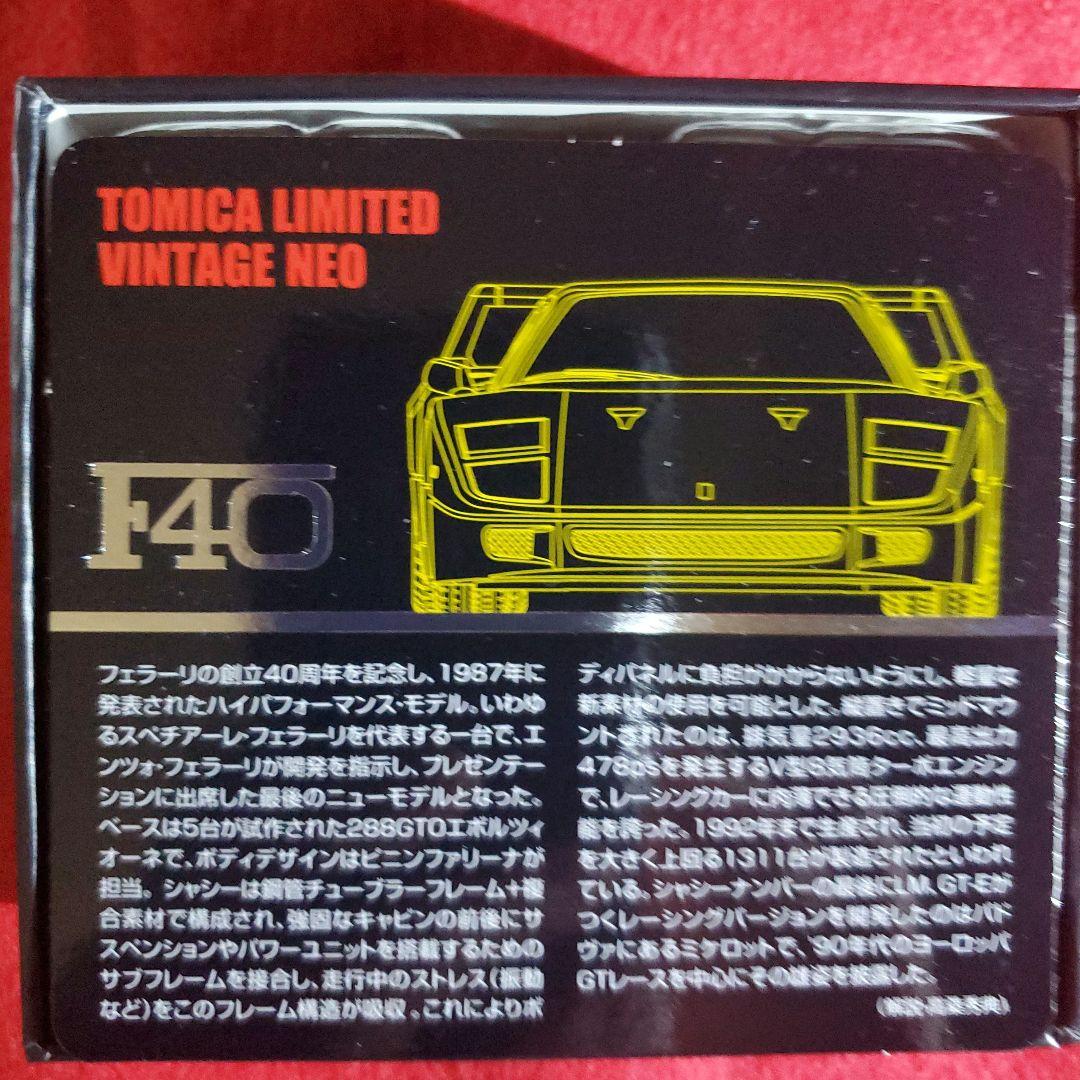 TOMICA LIMITED
VINTAGE NEO
F40
フェラーリの創立40周年を記念し、1987年に
発表されたハイパフォーマンス・モデル。いわゆ
るスペチアーレ・フェラーリを代表する一台で、エ
ンツォ・フェラーリが開発を指示し、プレゼンテー
ションに出席した最後のニューモデルとなった。
ベースは5台が試作された288GTOエボルツィ
オーネで、ボディデザインはピニンファリーナが
担当。シャシーは鋼管チューブラーフレーム+複
合素材で構成され、強固なキャビンの前後にサ
スペンションやパワーユニットを搭載するための
サブフレームを接合し、走行中のストレス(振動
など)をこのフレーム構造が吸収。これによりボ
ディパネルに負担がかからないようにし、軽量な
新素材の使用を可能とした。縦置きでミッドマウ
ントされたのは、排気量2936cc、最高出力
478psを発生するV型8気筒ターボエンジン
で、レーシングカーに肉薄できる圧倒的な運動性
能を誇った。1992年まで生産され、当初の予定
を大きく上回る1311台が製造されたといわれ
ている。シャシーナンバーの最後にLM、GT-Eが
つくレーシングバージョンを開発したのはパド
ヴァにあるミケロットで、'90年代のヨーロッパ
GTレースを中心にその雄姿を披露した。
(解説・高桑秀典)